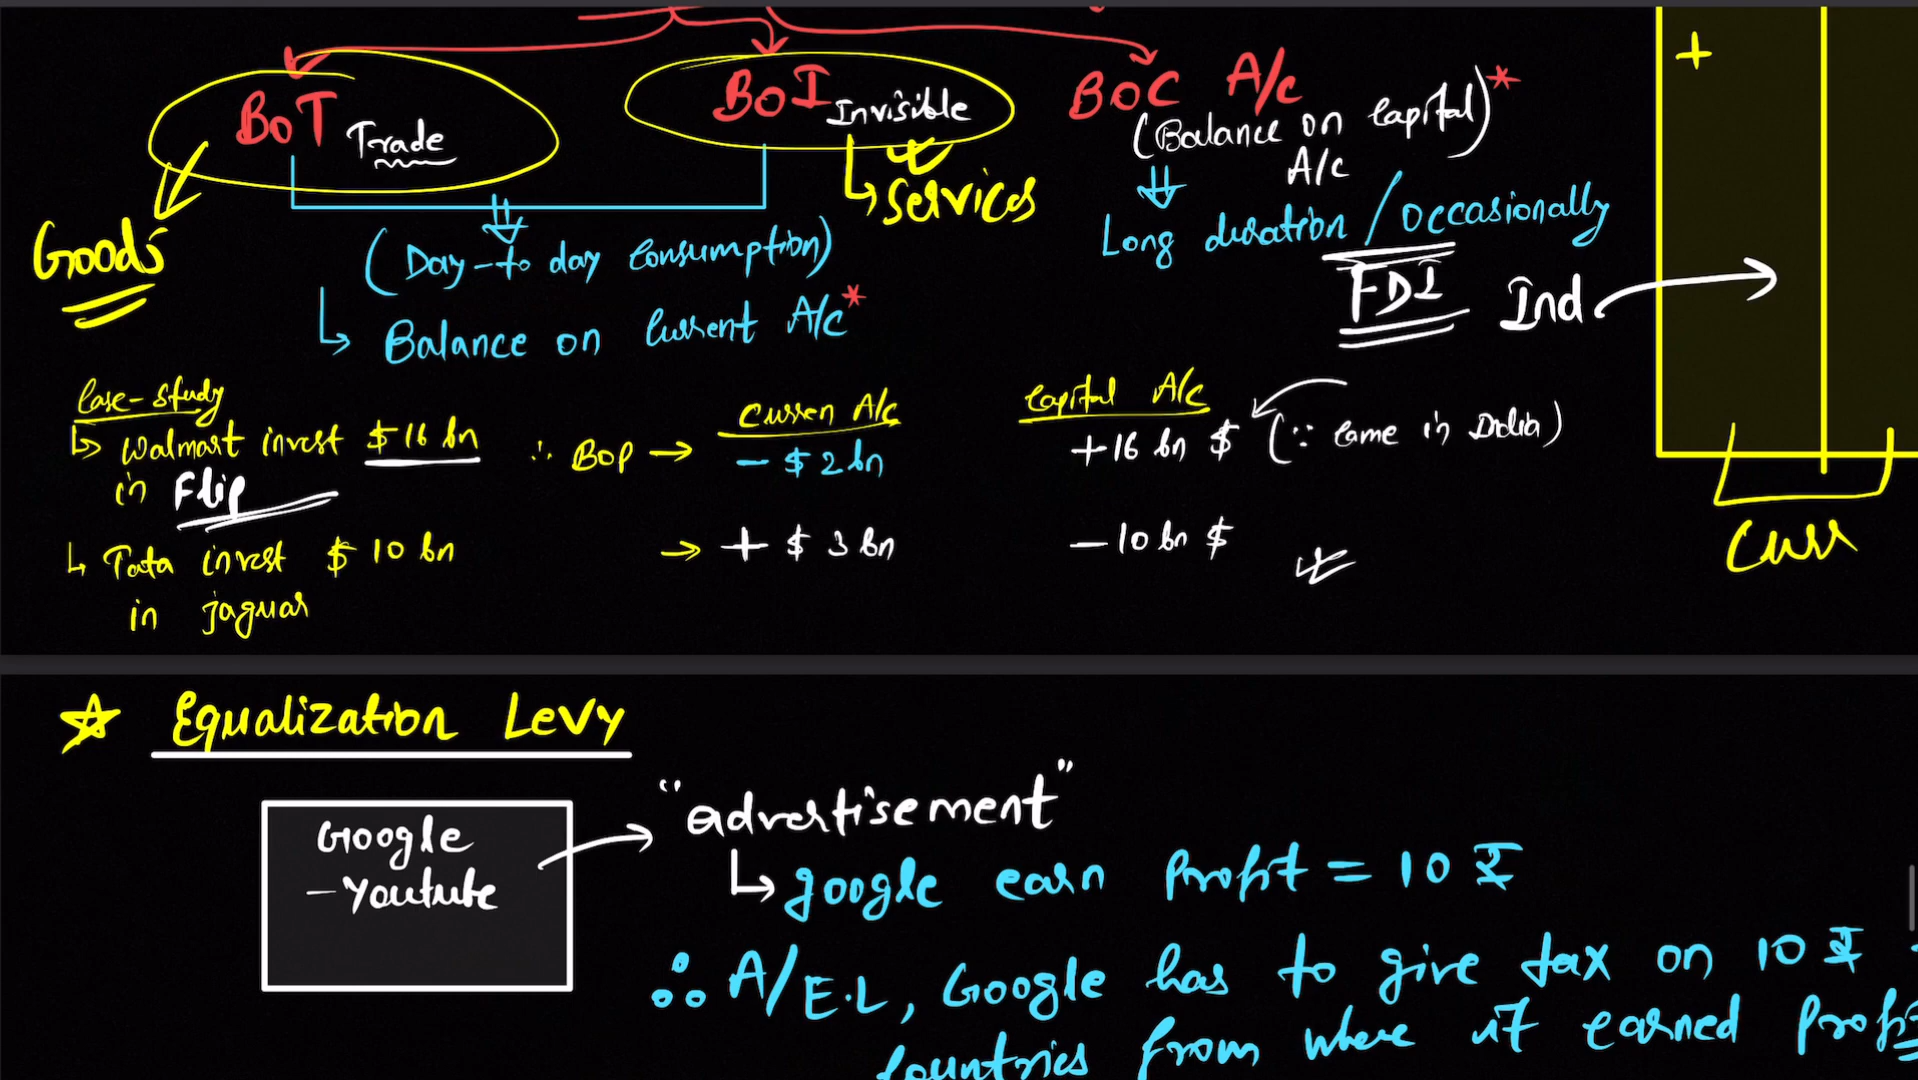 BOT Trade
BOI Invisible
BOC A/c *
(Balance on Capital)
A/c
Goods
Services
(Day-to day Consumption)
Balance on Current A/c *
Long duration / Occasionally
FDI Ind
+
Case-Study
Walmart invest $16 bn
in Flip
∴ BOP →
Curren A/c
- $ 2 bn
Capital A/c
+16 bn $ (∵ Came in India)
Tata invest $ 10 bn
in jaguar
→ + $ 3 bn
-10 bn $
Curr
☆ Equalization Levy
Google
- Youtube
"advertisement"
google earn Profit = 10 ₹
∴ A/E.L, Google has to give tax on 10 ₹
Countries from where it earned